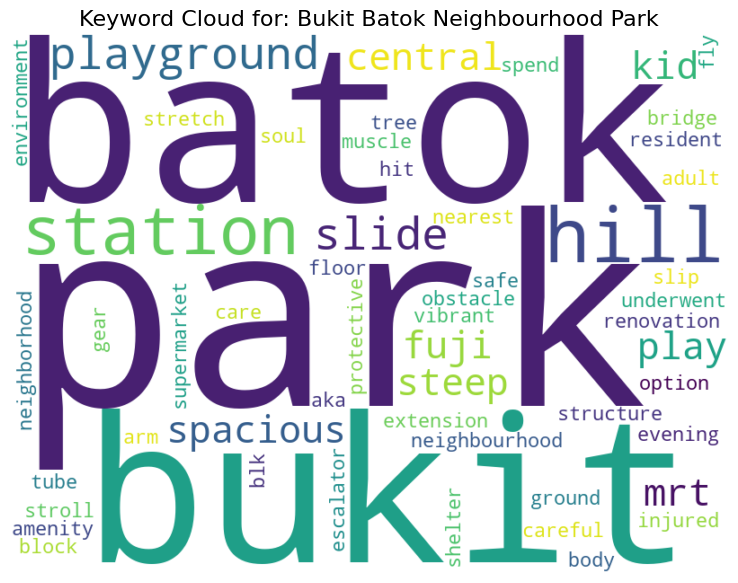 Keyword Cloud for: Bukit Batok Neighbourhood Park
environment
playground
central
spend
kid
fly
batok
stretch
soul
tree
muscle
hit
bridge
resident
adult
station
slide
nearest
hill
park
floor
safe
slip
obstacle
underwent
vibrant
renovation
neighborhood
gear
supermarket
care
protective
fuji
play
steep
option
aka
bukit
arm
spacious
extension
structure
neighbourhood
evening
blk
escalator
tube
stroll
amenity
block
shelter
ground
mrt
careful
injured
body